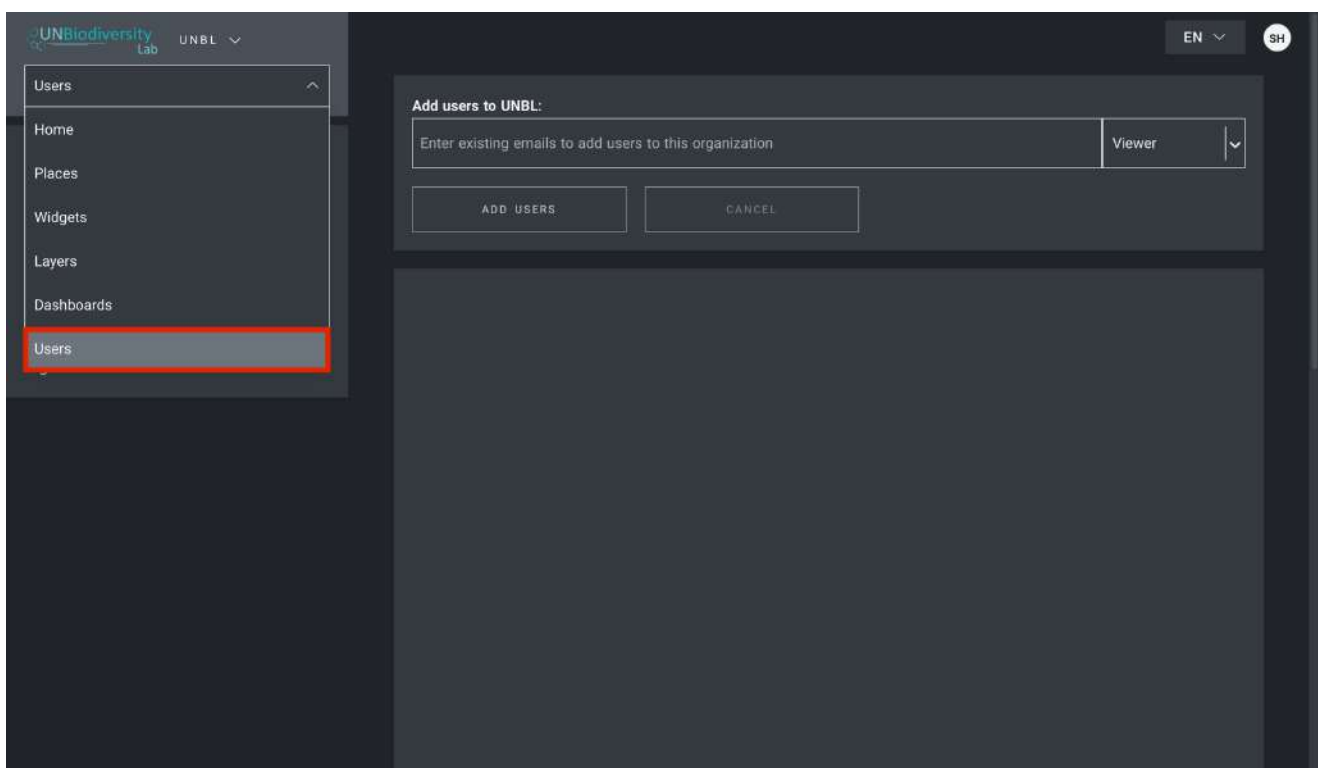 UNBiodiversity
Lab
UNBL
EN
SH
Users
Home
Places
Widgets
Layers
Dashboards
Users
Add users to UNBL:
Enter existing emails to add users to this organization
Viewer
ADD USERS
CANCEL